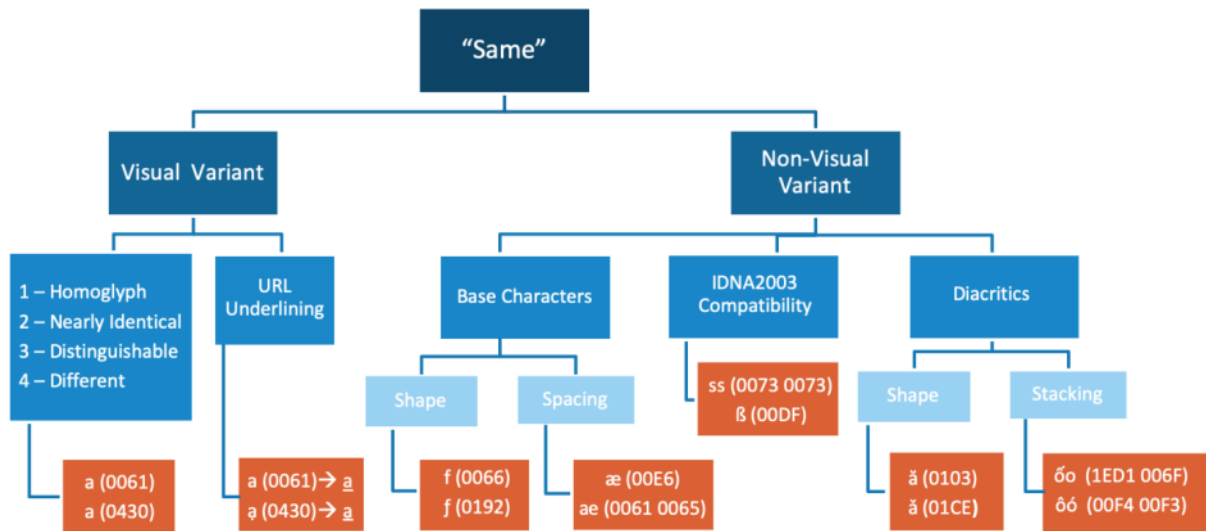 “Same”
Visual Variant
Non-Visual
Variant
1 – Homoglyph
2 – Nearly Identical
3 – Distinguishable
4 – Different
URL
Underlining
Base Characters
IDNA2003
Compatibility
Diacritics
Shape
Spacing
ss (0073 0073)
ß (00DF)
Shape
Stacking
a (0061)
а (0430)
a (0061)→ a
ạ (0430)→ a
f (0066)
ƒ (0192)
æ (00E6)
ae (0061 0065)
ă (0103)
ǎ (01CE)
ốo (1ED1 006F)
ôó (00F4 00F3)